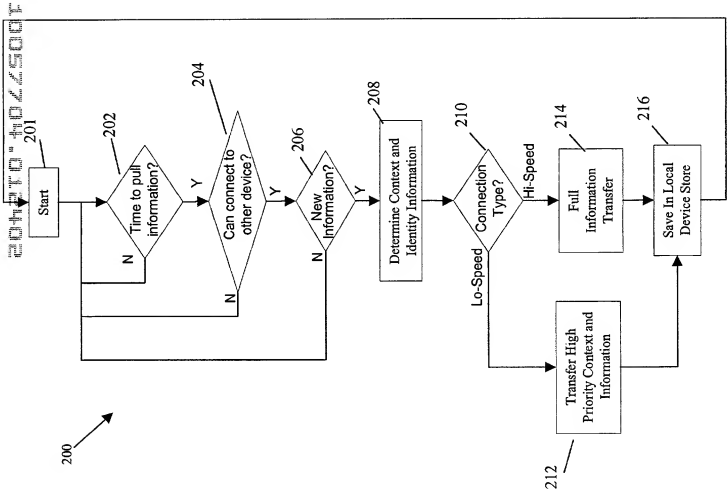 10057704.012402
201
Start
202
Time to pull
information?
Y
N
204
Can connect to
other device?
Y
N
206
New
Information?
Y
N
208
Determine Context and
Identity Information
210
Connection
Type?
Hi-Speed
Lo-Speed
214
Full
Information
Transfer
216
Save In Local
Device Store
Transfer High
Priority Context and
Information
212
200